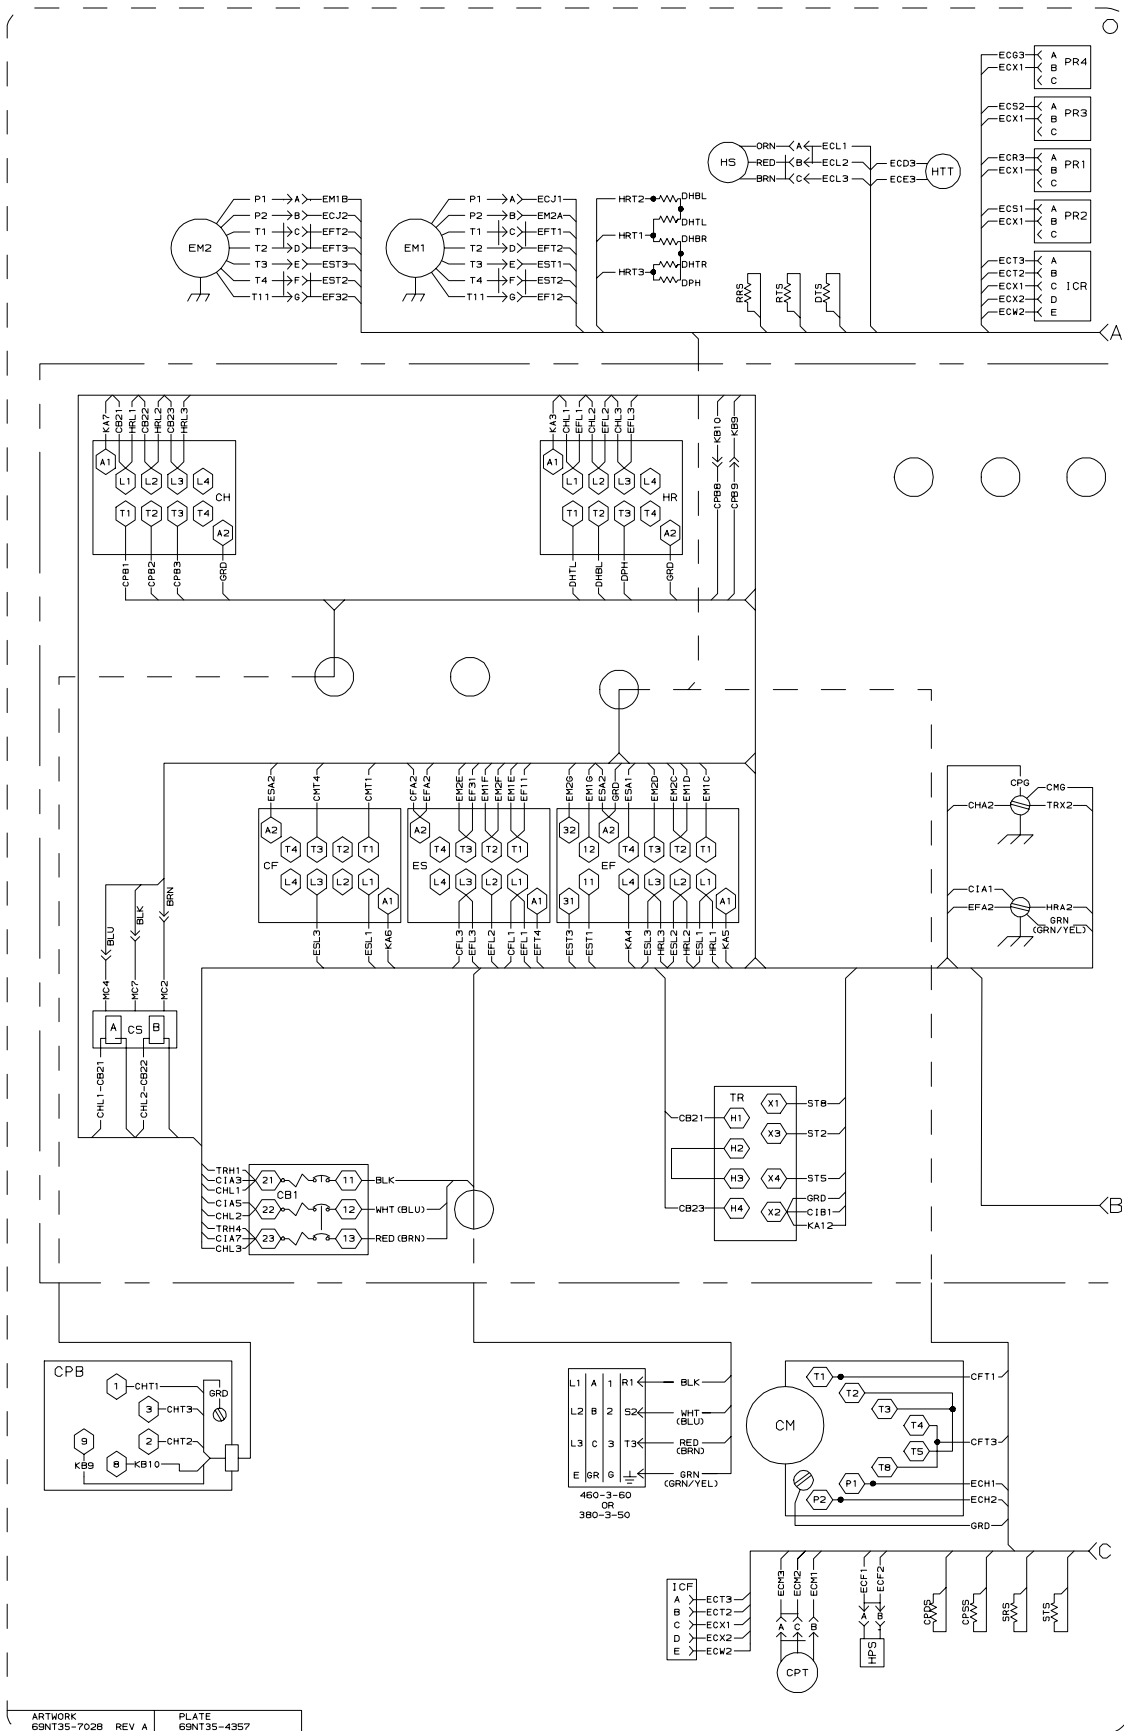 ECG3 A PR4
ECX1 B
C
ECS2 A PR3
ECX1 B
C
ECR3 A PR1
ECX1 B
C
ECS1 A PR2
ECX1 B
C
ECT3 A
ECT2 B
ECX1 C ICR
ECX2 D
ECW2 E
HS
ORN A ECL1
RED B ECL2
BRN C ECL3
ECD3
ECE3
HTT
EM2
P1 A EM1B
P2 B ECJ2
T1 C EFT2
T2 D EFT3
T3 E EST3
T4 F EST2
T11 G EF32
EM1
P1 A ECJ1
P2 B EM2A
T1 C EFT1
T2 D EFT2
T3 E EST1
T4 F EST2
T11 G EF12
HRT2 DHBL
DHTL
HRT1 DHBR
DHTR
HRT3 DPH
RRS RTS DTS
A
KA7 CB21 HRL1 CB22 HRL2 CB23 HRL3
A1 L1 L2 L3 L4 CH
T1 T2 T3 T4 A2
CPB1 CPB2 CPB3 GRD
KA3 CHL1 EFL1 CHL2 EFL2 CHL3 EFL3
A1 L1 L2 L3 L4 HR
T1 T2 T3 T4 A2
DHTL DHBL DPH GRD
KB10 KB9
CPB8 CPB9
ESA2 CMT4 CMT1
A2 T4 T3 T2 T1
CF
L4 L3 L2 L1 A1
ESL3 ESL1 KA6
CFA2 EFA2 EM2E EF31 EM1F EM2F EM1E EF11
A2 T4 T3 T2 T1
ES
L4 L3 L2 L1 A1
CFL3 EFL3 EFL2 CFL1 EFL1 EFT4
EM2G EM1G ESA2 GRD ESA1 EM2D EM2C EM1D EM1C
32 12 A2 T4 T3 T2 T1
EF
31 11 L4 L3 L2 L1 A1
EST3 EST1 KA4 ESL3 HRL3 ESL2 HRL2 ESL1 HRL1 KA5
CPG
CMG
CHA2 TRX2
CIA1
EFA2 HRA2
GRN
(GRN/YEL)
BLU BLK BRN
MC4 MC7 MC2
A CS B
CHL1-CB21 CHL2-CB22
TRH1
CIA3 21 11 BLK
CHL1
CB1
CIA5 22 12 WHT(BLU)
CHL2
TRH4
CIA7 23 13 RED(BRN)
CHL3
TR
CB21 H1 X1 ST8
H2 X3 ST2
H3 X4 ST5
CB23 H4 X2 GRD
CIB1
KA12
B
CPB
1 CHT1
GRD
3 CHT3
9 2 CHT2
KB9 8 KB10
L1 A 1 R1 BLK
L2 B 2 S2 WHT
(BLU)
L3 C 3 T3 RED
(BRN)
E GR G GRN
(GRN/YEL)
460-3-60
OR
380-3-50
CM
T1 CFT1
T2
T3
T4
CFT3
T5
T8
P1 ECH1
P2 ECH2
GRD
C
ICF
A ECT3
B ECT2
C ECX1
D ECX2
E ECW2
ECM3 ECM2 ECM1
A C B
CPT
ECF1 ECF2
A B
HPS
CPDS CPSS SRS STS
ARTWORK PLATE
69NT35-7028 REV A 69NT35-4357